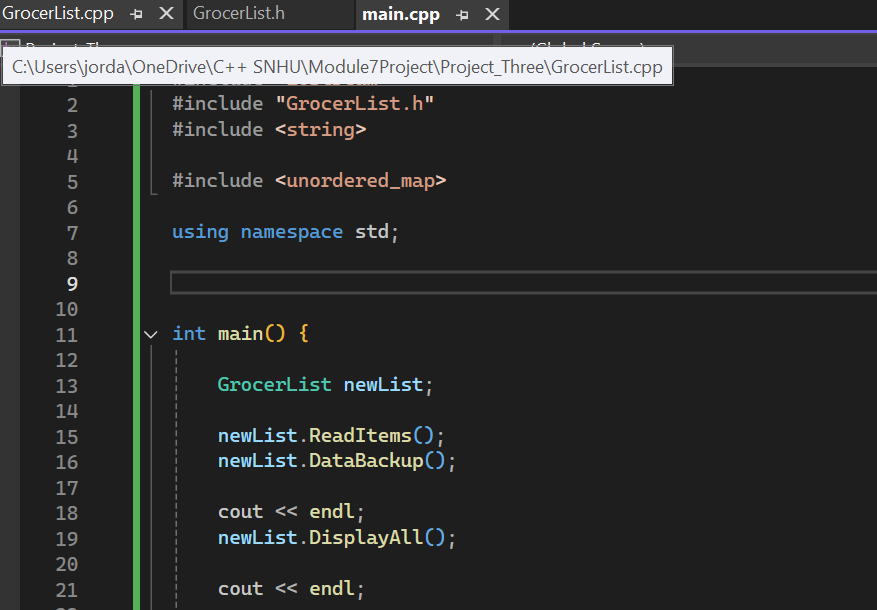 GrocerList.cpp GrocerList.h main.cpp
C:\Users\jorda\OneDrive\C++ SNHU\Module7Project\Project_Three\GrocerList.cpp
2 #include "GrocerList.h"
3 #include <string>
4
5 #include <unordered_map>
6
7 using namespace std;
8
9
10
11 int main() {
12
13 GrocerList newList;
14
15 newList.ReadItems();
16 newList.DataBackup();
17
18 cout << endl;
19 newList.DisplayAll();
20
21 cout << endl;